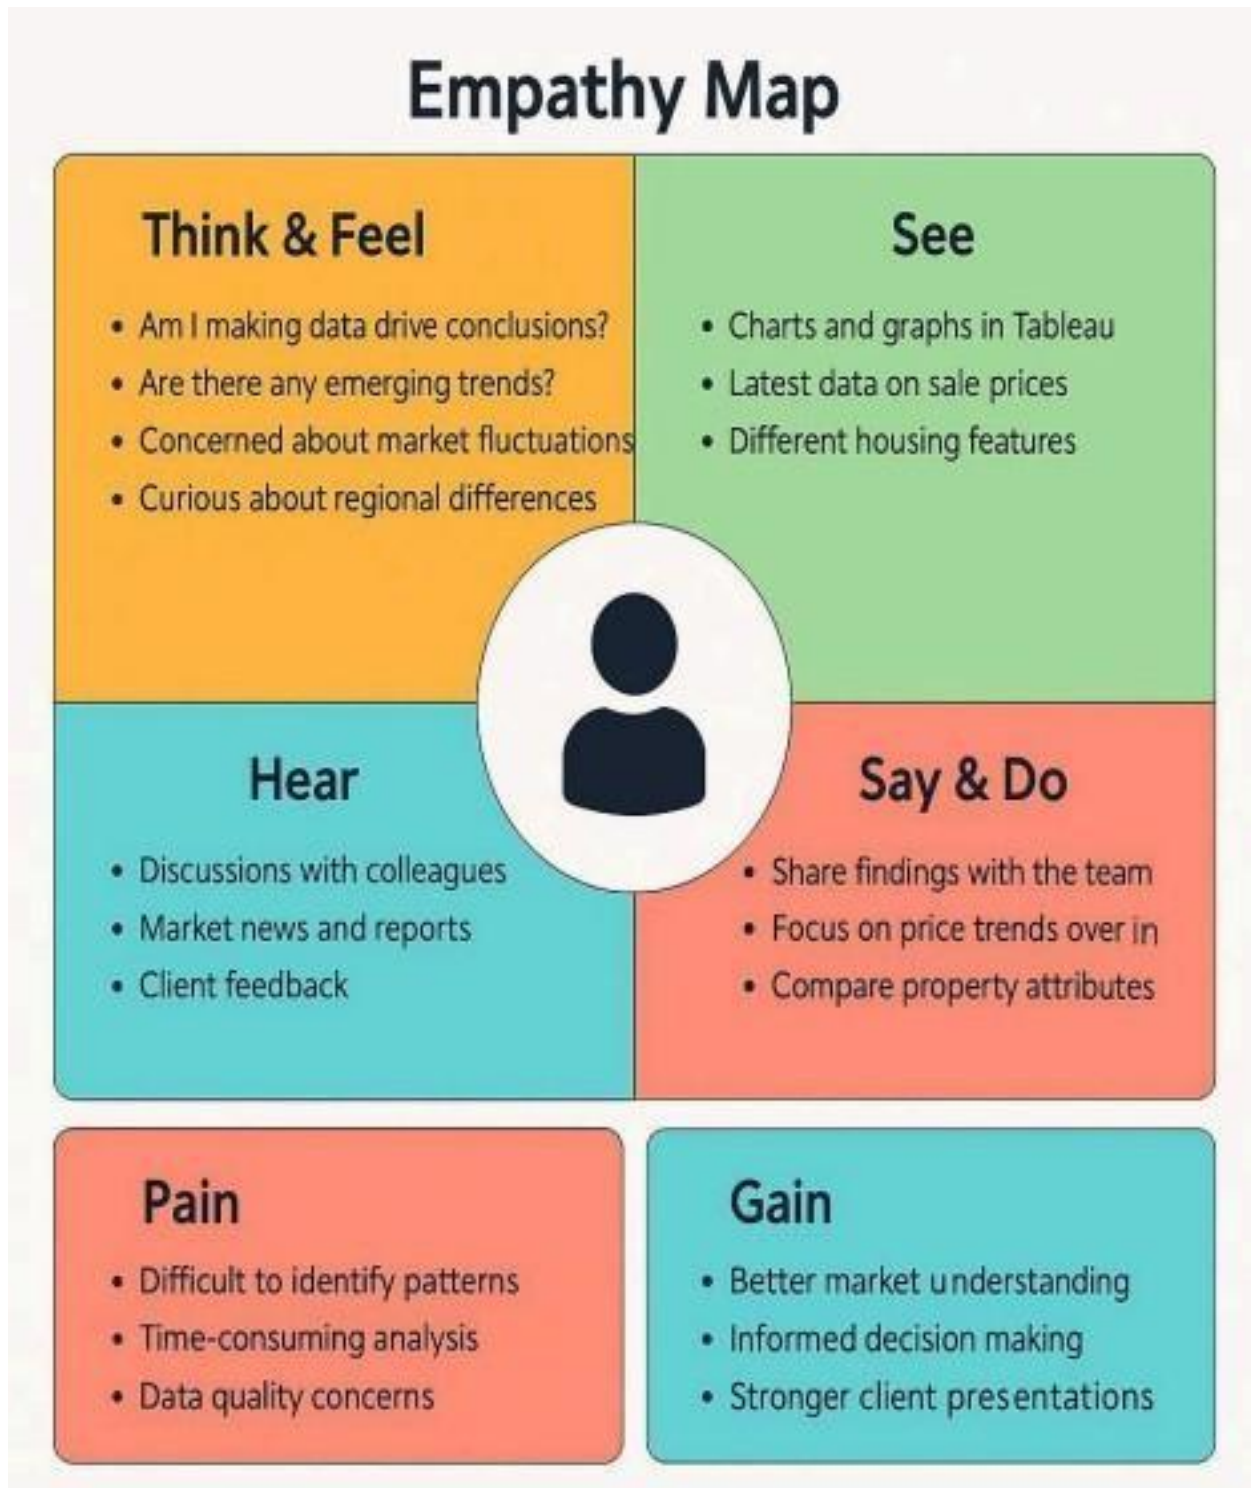 Empathy Map
Think & Feel
• Am I making data drive conclusions?
• Are there any emerging trends?
• Concerned about market fluctuations
• Curious about regional differences
See
• Charts and graphs in Tableau
• Latest data on sale prices
• Different housing features
Hear
• Discussions with colleagues
• Market news and reports
• Client feedback
Say & Do
• Share findings with the team
• Focus on price trends over in
• Compare property attributes
Pain
• Difficult to identify patterns
• Time-consuming analysis
• Data quality concerns
Gain
• Better market understanding
• Informed decision making
• Stronger client presentations